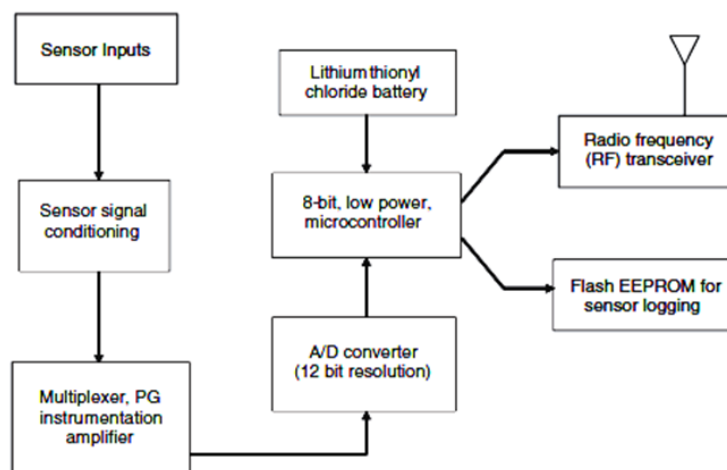 Sensor Inputs
Sensor signal
conditioning
Multiplexer, PG
instrumentation
amplifier
Lithium thionyl
chloride battery
8-bit, low power,
microcontroller
A/D converter
(12 bit resolution)
Radio frequency
(RF) transceiver
Flash EEPROM for
sensor logging